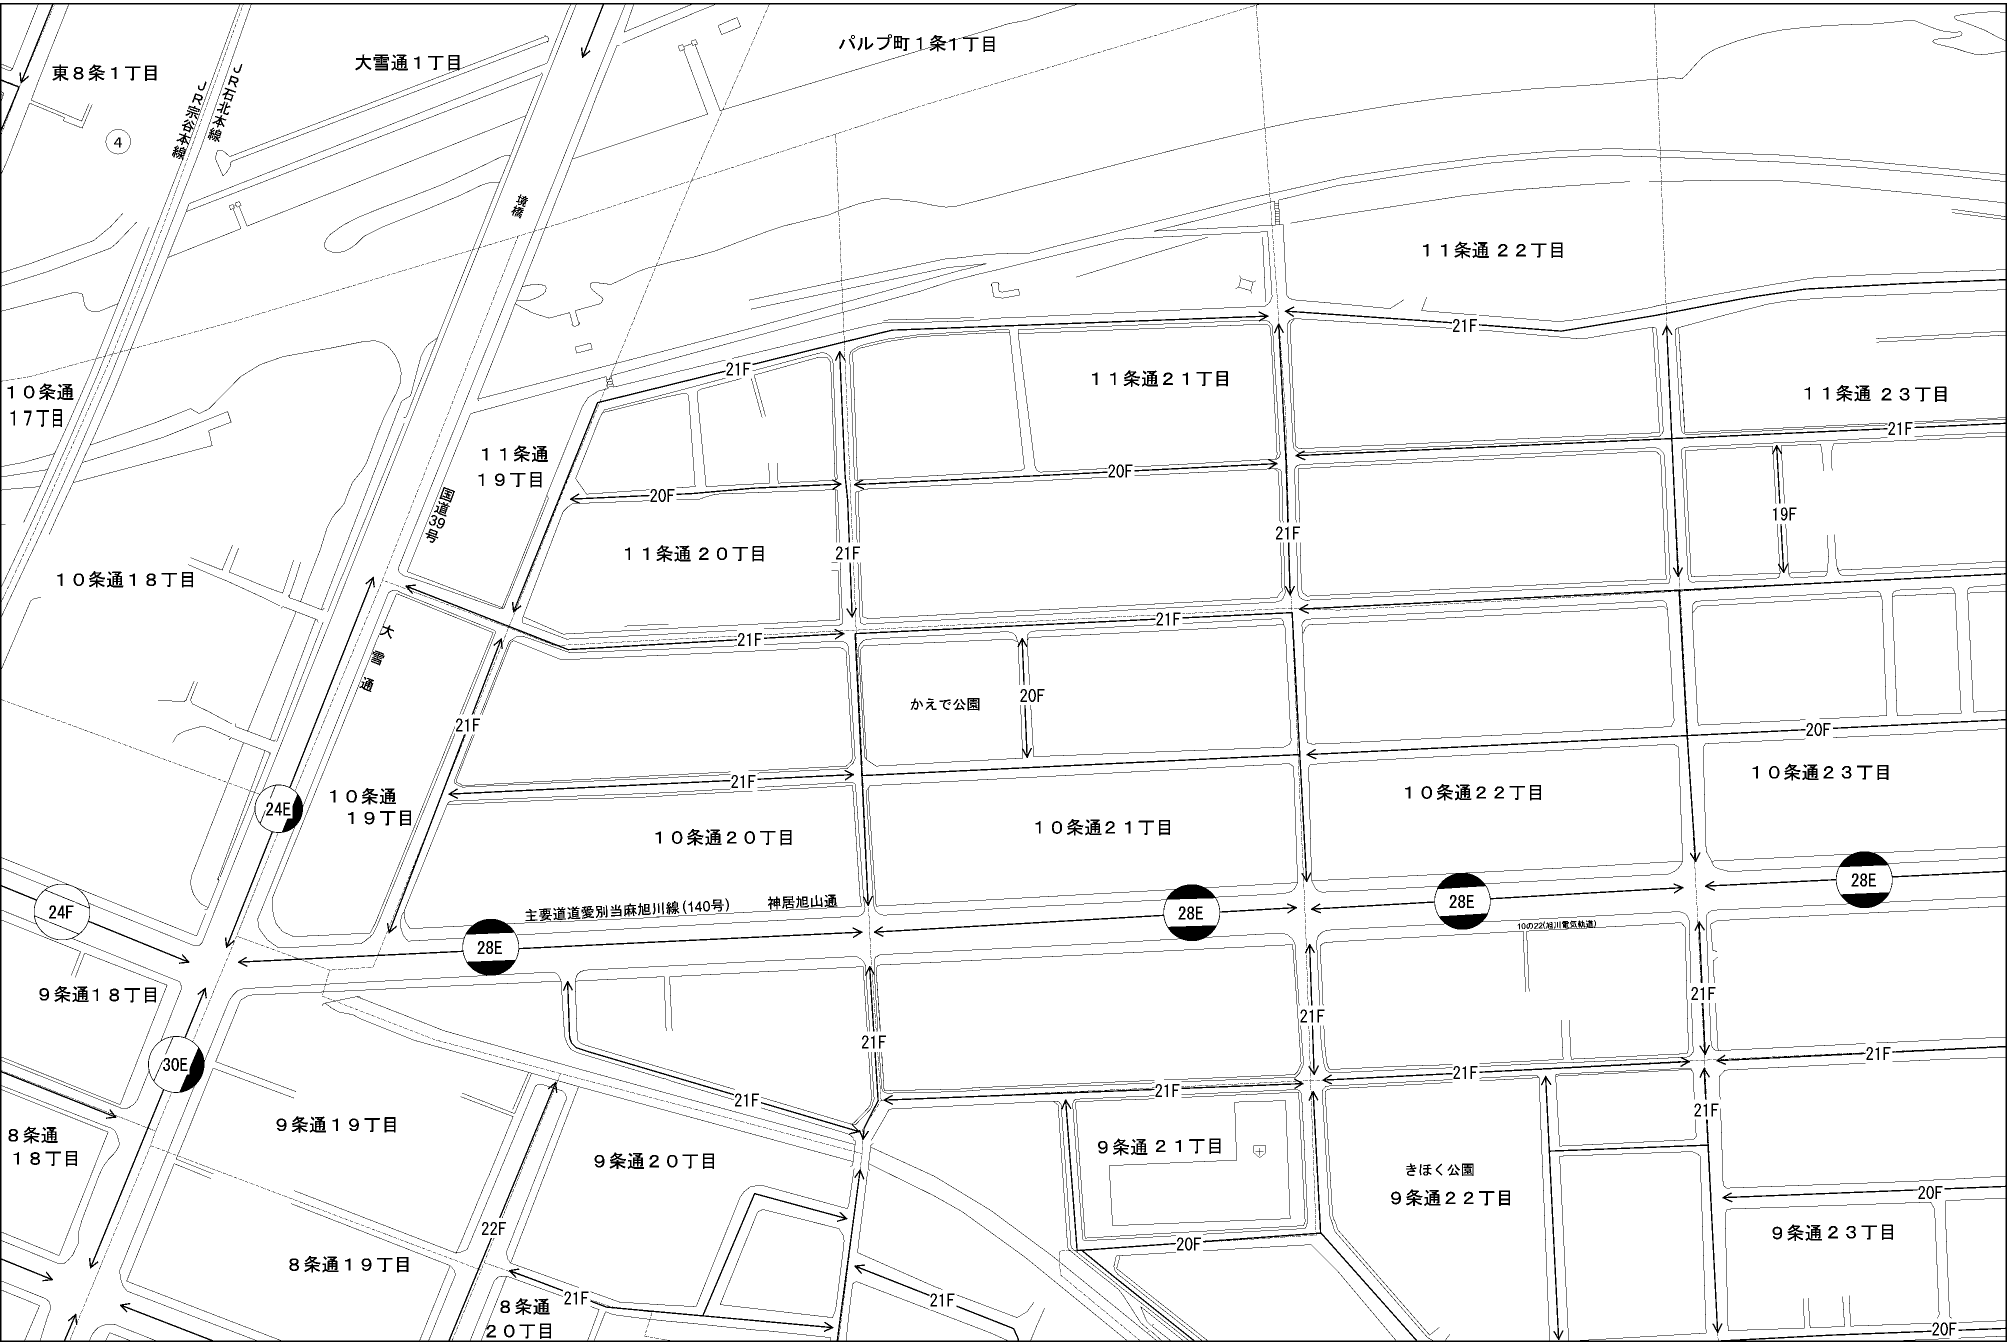 東８条１丁目
大雪通１丁目
パルプ町１条１丁目
ＪＲ宗谷本線
ＪＲ石北本線
4
境橋
１１条通２２丁目
21F
21F
１０条通
１７丁目
１１条通２１丁目
１１条通２３丁目
21F
１１条通
１９丁目
20F
20F
国道39号
19F
21F
21F
１１条通２０丁目
１０条通１８丁目
大雪通
21F
21F
21F
かえで公園
20F
20F
21F
１０条通
１９丁目
24E
１０条通２０丁目
１０条通２１丁目
１０条通２２丁目
１０条通２３丁目
28E
28E
28E
28E
24F
主要道道愛別当麻旭川線(140号)
神居旭山通
10の22(旭川電気軌道)
９条通１８丁目
21F
21F
21F
30E
21F
21F
21F
21F
21F
９条通１９丁目
９条通２０丁目
９条通２１丁目
８条通
１８丁目
きほく公園
９条通２２丁目
20F
９条通２３丁目
22F
20F
８条通１９丁目
８条通
２０丁目
21F
21F
20F